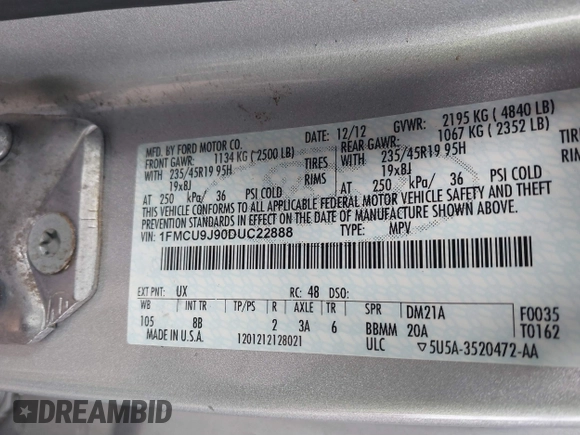 MFD. BY FORD MOTOR CO.
DATE: 12/12
GVWR: 2195 KG ( 4840 LB)
FRONT GAWR: 1134 KG ( 2500 LB)
REAR GAWR: 1067 KG ( 2352 LB)
WITH 235/45R19 95H TIRES WITH 235/45R19 95H TIRES
19x8J RIMS 19x8J RIMS
AT 250 kPa/ 36 PSI COLD AT 250 kPa/ 36 PSI COLD
THIS VEHICLE CONFORMS TO ALL APPLICABLE FEDERAL MOTOR VEHICLE SAFETY AND THEFT
PREVENTION STANDARDS IN EFFECT ON THE DATE OF MANUFACTURE SHOWN ABOVE.
VIN: 1FMCU9J90DUC22888
TYPE: MPV
EXT PNT: UX RC: 48 DSO:
WB INT TR TP/PS R AXLE TR SPR DM21A F0035
105 8B 2 3A 6 BBMM 20A T0162
MADE IN U.S.A. 1201212128021 ULC ▽5U5A-3520472-AA
DREAMBID